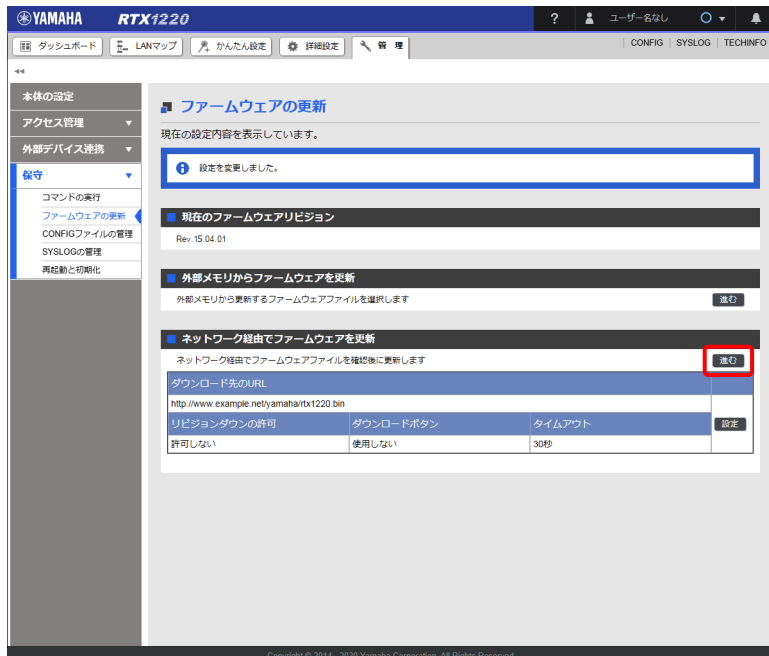 YAMAHA RTX1220 ? ユーザー名なし
ダッシュボード LANマップ かんたん設定 詳細設定 管理 CONFIG SYSLOG TECHINFO
本体の設定
アクセス管理
外部デバイス連携
保守
コマンドの実行
ファームウェアの更新
CONFIGファイルの管理
SYSLOGの管理
再起動と初期化
ファームウェアの更新
現在の設定内容を表示しています。
設定を変更しました。
現在のファームウェアリビジョン
Rev.15.04.01
外部メモリからファームウェアを更新
外部メモリから更新するファームウェアファイルを選択します 進む
ネットワーク経由でファームウェアを更新
ネットワーク経由でファームウェアファイルを確認後に更新します 進む
ダウンロード先のURL
http://www.example.net/yamaha/rtx1220.bin
リビジョンダウンの許可 ダウンロードボタン タイムアウト 設定
許可しない 使用しない 30秒
Copyright © 2014 - 2020 Yamaha Corporation. All Rights Reserved.